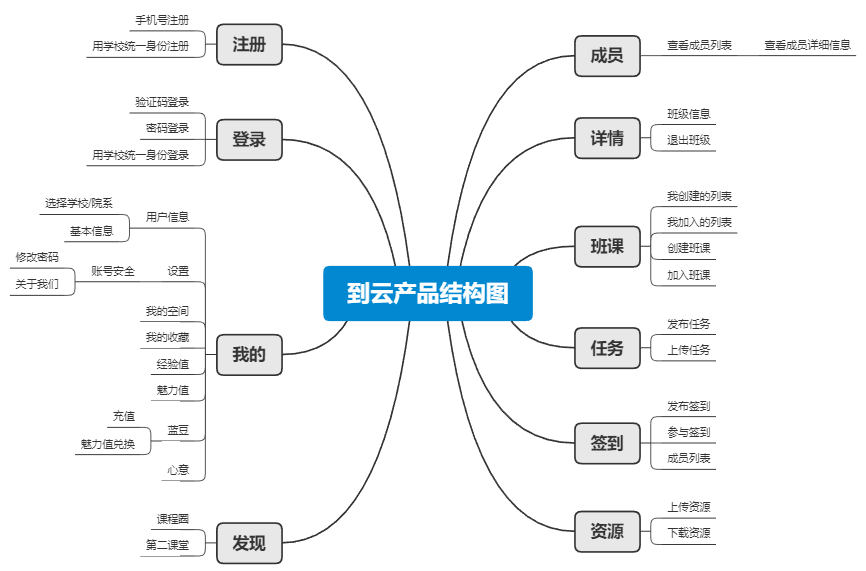 到云产品结构图
注册
手机号注册
用学校统一身份注册
登录
验证码登录
密码登录
用学校统一身份登录
我的
用户信息
选择学校/院系
基本信息
设置
账号安全
修改密码
关于我们
我的空间
我的收藏
经验值
魅力值
蓝豆
充值
魅力值兑换
心意
发现
课程圈
第二课堂
成员
查看成员列表
查看成员详细信息
详情
班级信息
退出班级
班课
我创建的列表
我加入的列表
创建班课
加入班课
任务
发布任务
上传任务
签到
发布签到
参与签到
成员列表
资源
上传资源
下载资源